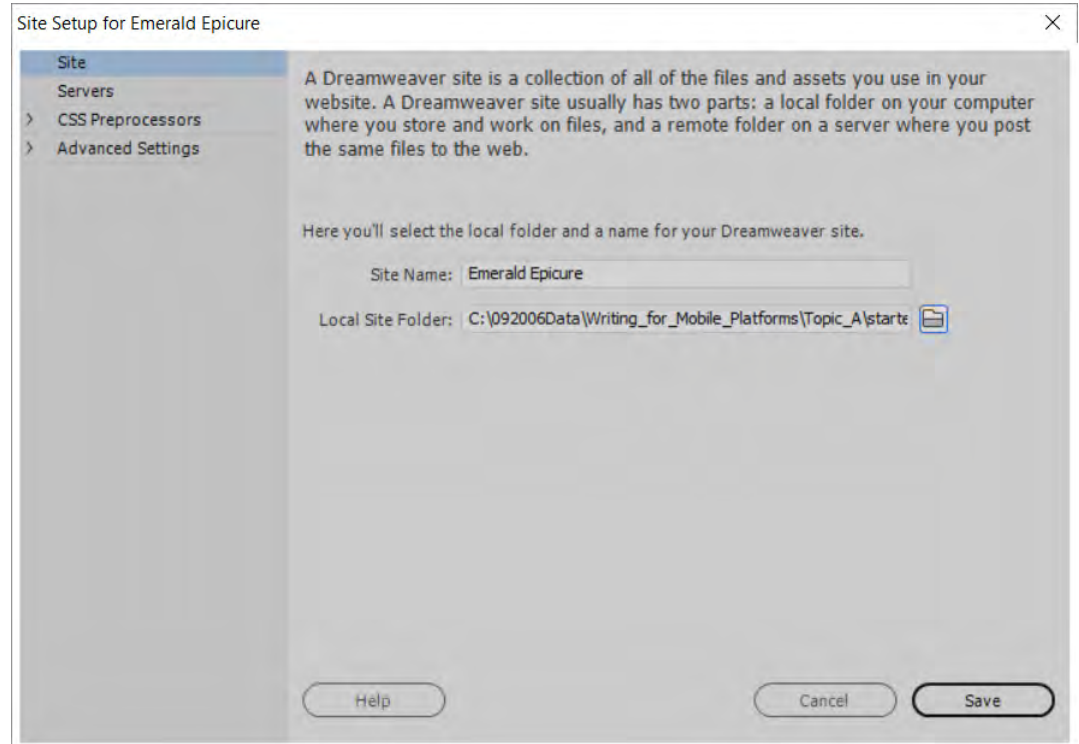 Site Setup for Emerald Epicure
Site
Servers
CSS Preprocessors
Advanced Settings
A Dreamweaver site is a collection of all of the files and assets you use in your
website. A Dreamweaver site usually has two parts: a local folder on your computer
where you store and work on files, and a remote folder on a server where you post
the same files to the web.
Here you'll select the local folder and a name for your Dreamweaver site.
Site Name: Emerald Epicure
Local Site Folder: C:\092006Data\Writing_for_Mobile_Platforms\Topic_A\starte
Help
Cancel
Save